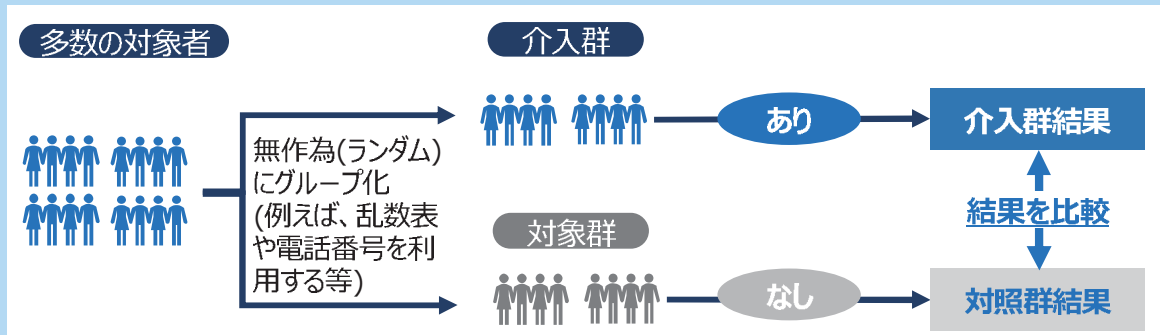 多数の対象者
無作為(ランダム)
にグループ化
(例えば、乱数表
や電話番号を利
用する等)
介入群
あり
介入群結果
結果を比較
対象群
なし
対照群結果